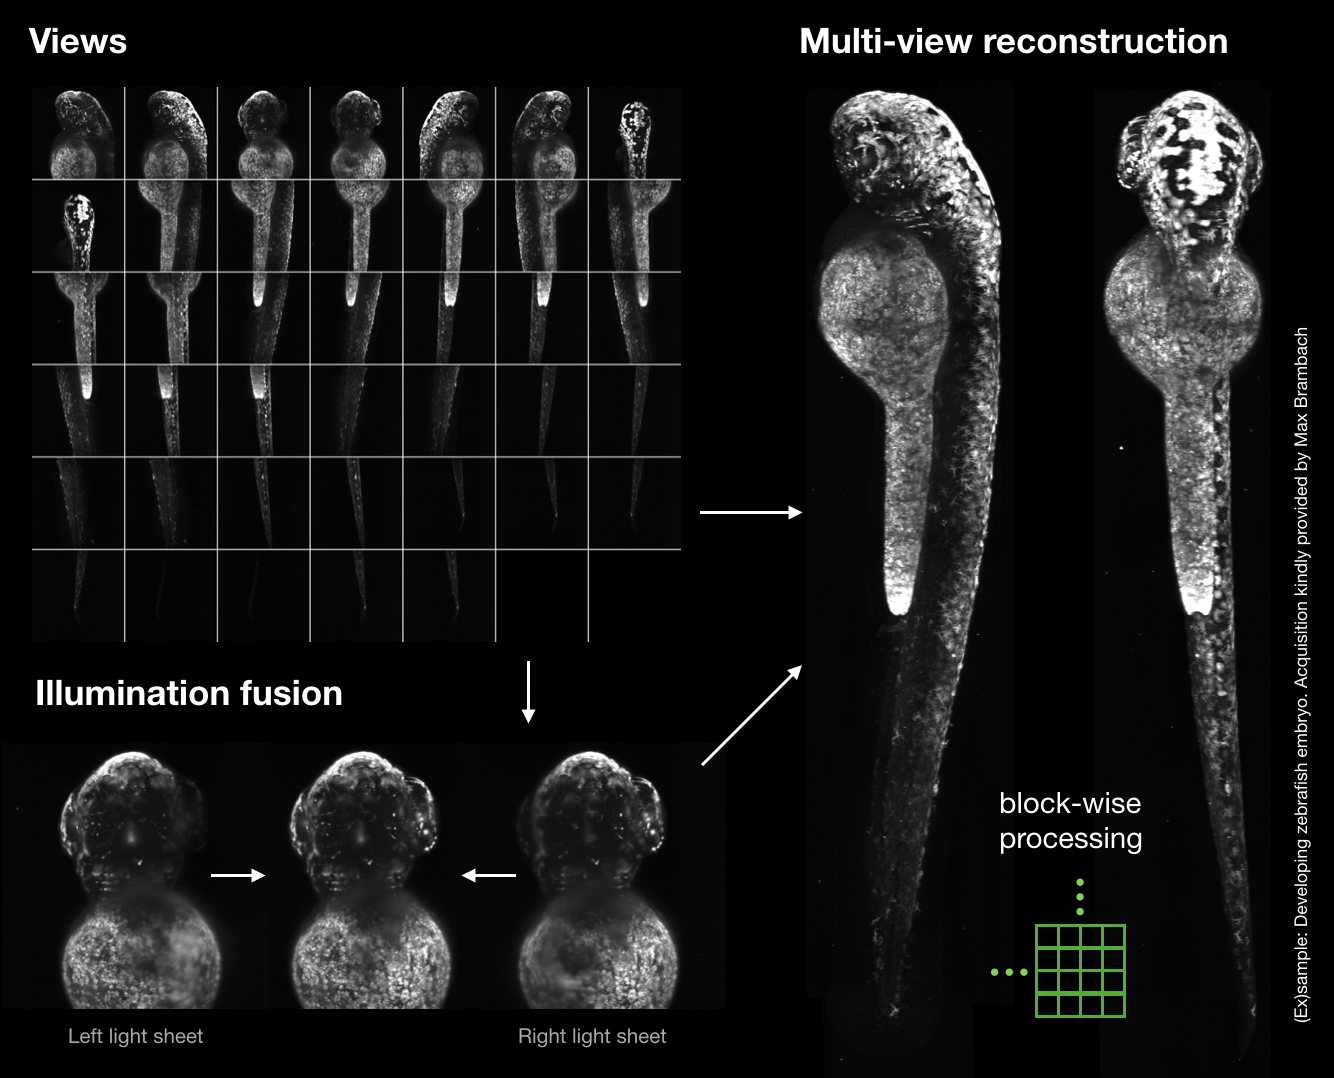 Views
Multi-view reconstruction
Illumination fusion
block-wise
processing
Left light sheet
Right light sheet
(Ex)sample: Developing zebrafish embryo. Acquisition kindly provided by Max Brambach